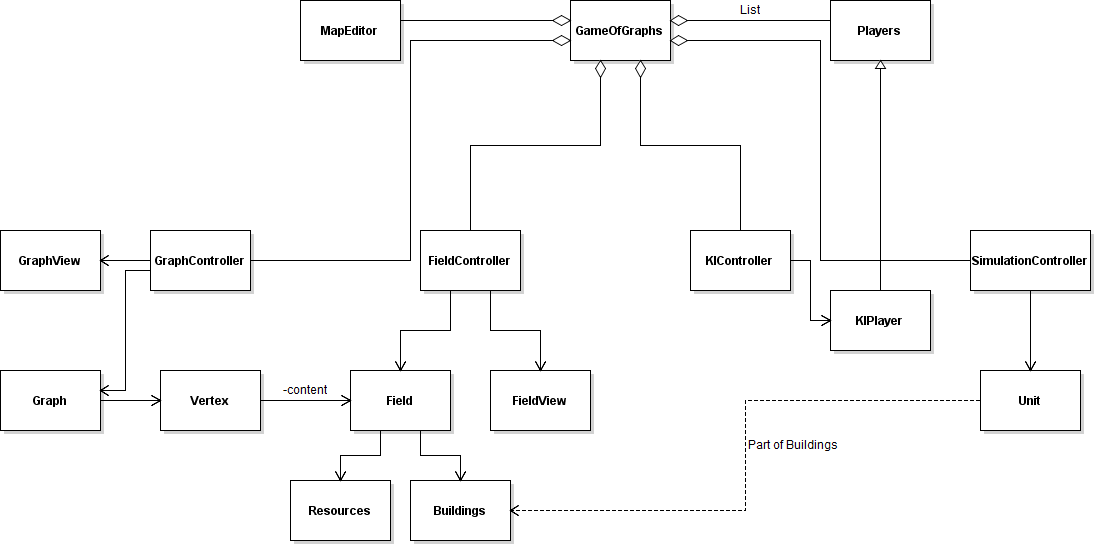 List
MapEditor
GameOfGraphs
Players
GraphView
GraphController
FieldController
KIController
SimulationController
KIPlayer
-content
Graph
Vertex
Field
FieldView
Unit
Part of Buildings
Resources
Buildings